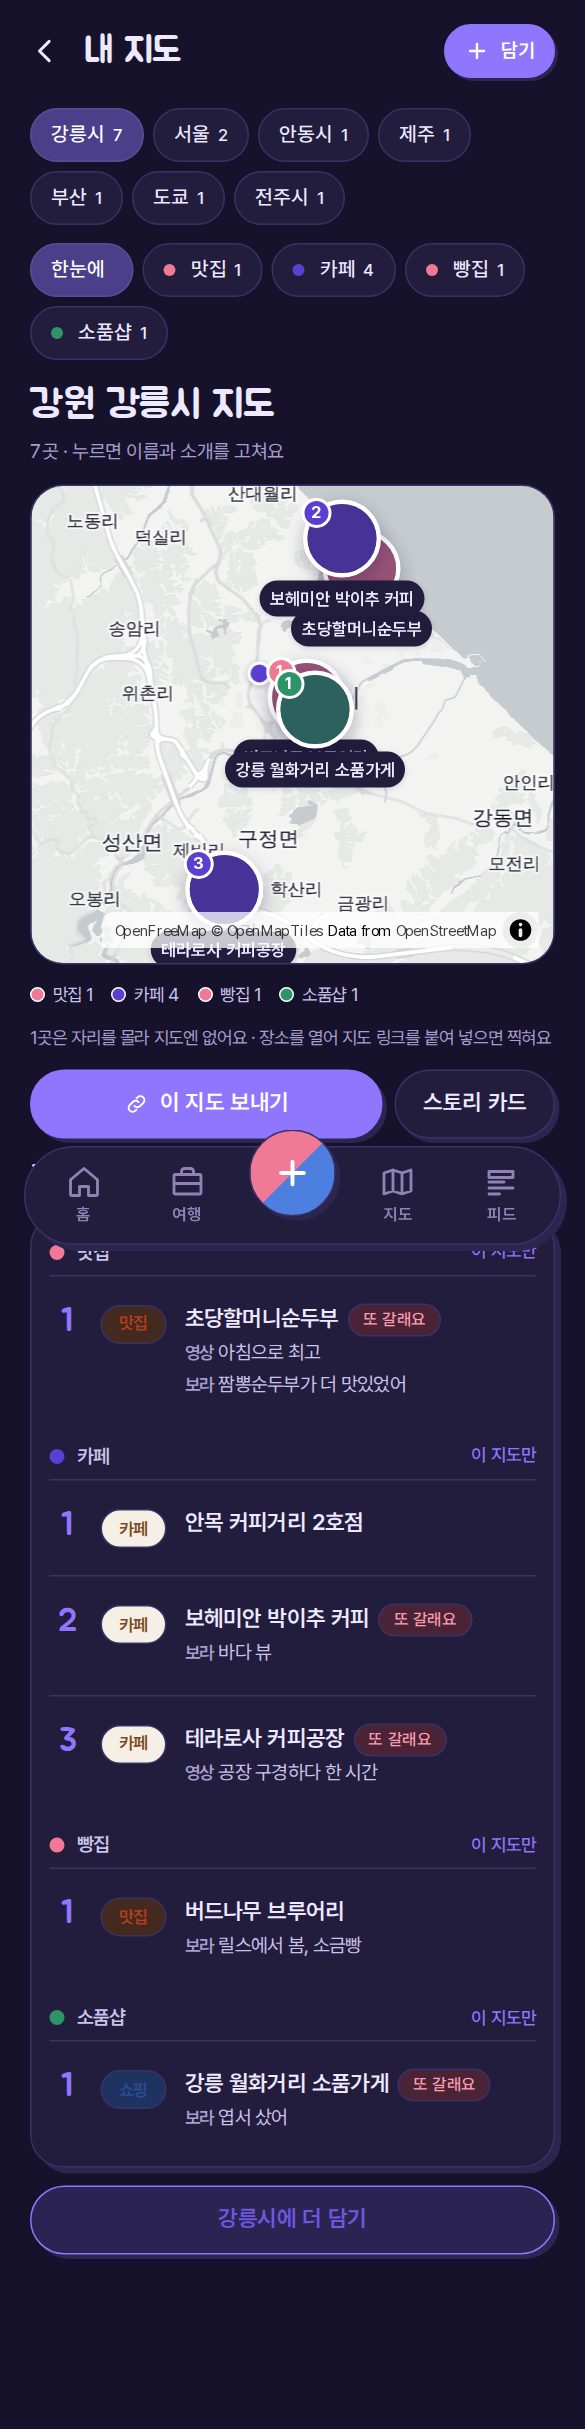 내 지도
담기
강릉시 7
서울 2
안동시 1
제주 1
부산 1
도쿄 1
전주시 1
한눈에
맛집 1
카페 4
빵집 1
소품샵 1
강원 강릉시 지도
7곳 · 누르면 이름과 소개를 고쳐요
산대월리
노동리
덕실리
2
보헤미안 박이추 커피
초당할머니순두부
송암리
위촌리
1
1
강릉 월화거리 소품가게
안인리
강동면
성산면
구정면
모전리
3
학산리
오봉리
금광리
OpenFreeMap © OpenMapTiles Data from OpenStreetMap
테라로사 커피공장
맛집 1
카페 4
빵집 1
소품샵 1
1곳은 자리를 몰라 지도엔 없어요 · 장소를 열어 지도 링크를 붙여 넣으면 찍혀요
이 지도 보내기
스토리 카드
홈
여행
지도
피드
맛집
이 지도만
1
맛집
초당할머니순두부
또 갈래요
영상 아침으로 최고
보라 짬뽕순두부가 더 맛있었어
카페
이 지도만
1
카페
안목 커피거리 2호점
2
카페
보헤미안 박이추 커피
또 갈래요
보라 바다 뷰
3
카페
테라로사 커피공장
또 갈래요
영상 공장 구경하다 한 시간
빵집
이 지도만
1
맛집
버드나무 브루어리
보라 릴스에서 봄, 소금빵
소품샵
이 지도만
1
쇼핑
강릉 월화거리 소품가게
또 갈래요
보라 엽서 샀어
강릉시에 더 담기